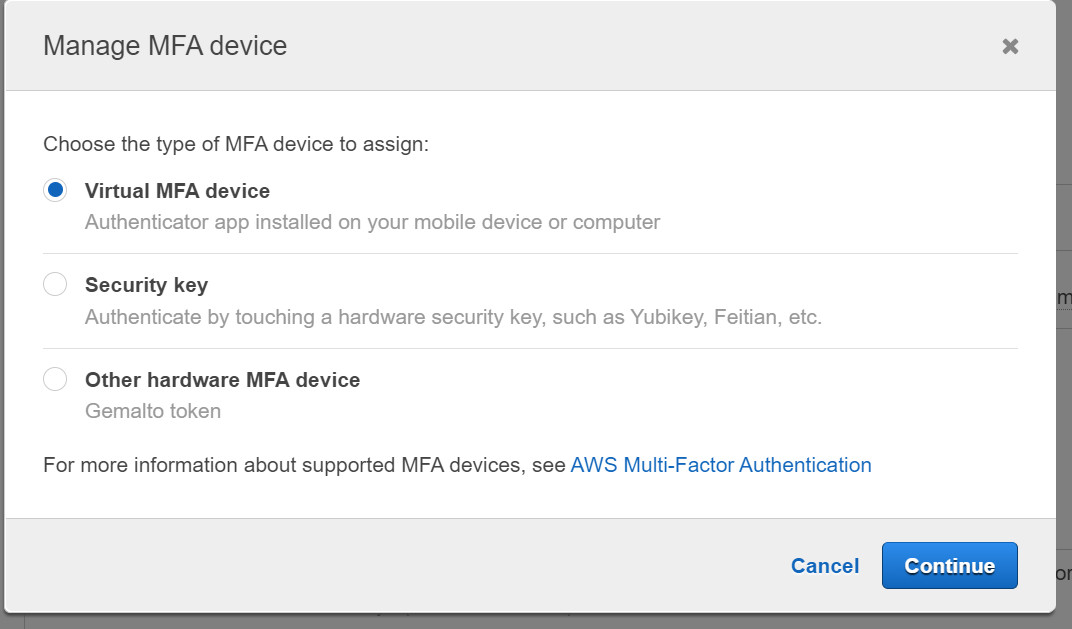 Manage MFA device
Choose the type of MFA device to assign:
Virtual MFA device
Authenticator app installed on your mobile device or computer
Security key
Authenticate by touching a hardware security key, such as Yubikey, Feitian, etc.
Other hardware MFA device
Gemalto token
For more information about supported MFA devices, see AWS Multi-Factor Authentication
Cancel Continue